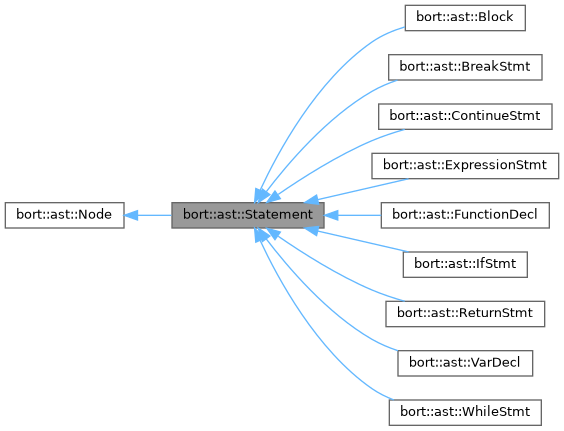 bort::ast::Node
bort::ast::Statement
bort::ast::Block
bort::ast::BreakStmt
bort::ast::ContinueStmt
bort::ast::ExpressionStmt
bort::ast::FunctionDecl
bort::ast::IfStmt
bort::ast::ReturnStmt
bort::ast::VarDecl
bort::ast::WhileStmt